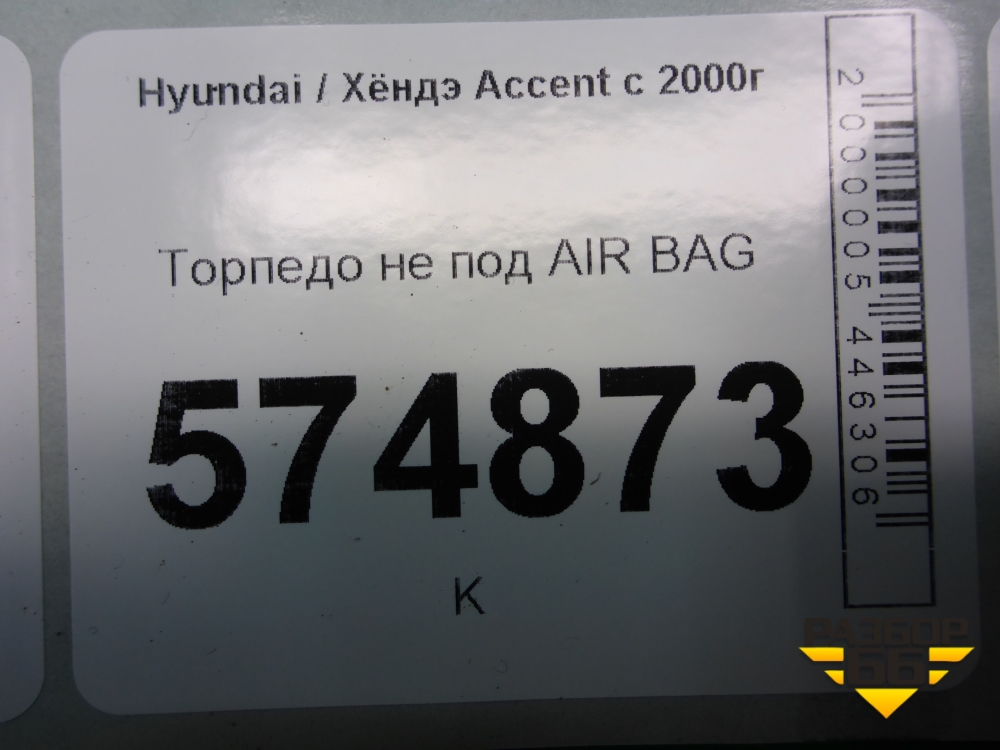 Hyundai / Хёндэ Accent с 2000г
Торпедо не под AIR BAG
574873
К
2000005446306
РАЗБОР
66